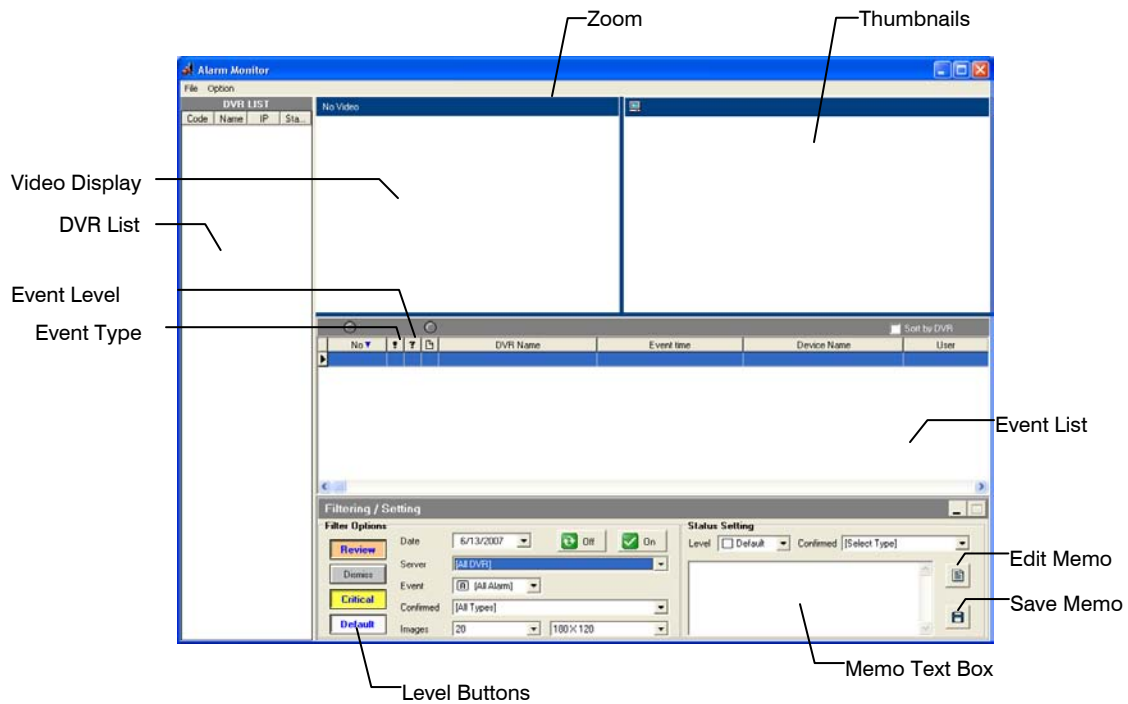 Zoom
Thumbnails
Alarm Monitor
File Option
DVR LIST
Code Name IP Sta...
No Video
Video Display
DVR List
Event Level
Event Type
Sort by DVR
No DVR Name Event time Device Name User
Event List
Filtering / Setting
Filter Options
Review
Dismiss
Critical
Default
Date 6/13/2007 Off On
Server [All DVR]
Event [All Alarm]
Confirmed [All Types]
Images 20 180 X 120
Status Setting
Level Default Confirmed [Select Type]
Edit Memo
Save Memo
Memo Text Box
Level Buttons